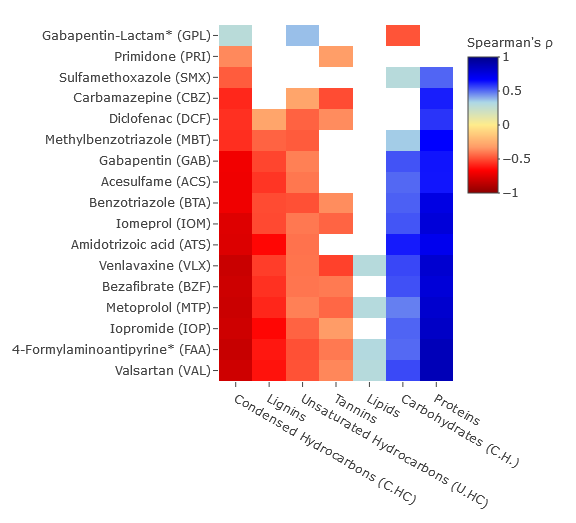 Gabapentin-Lactam* (GPL)
Primidone (PRI)
Sulfamethoxazole (SMX)
Carbamazepine (CBZ)
Diclofenac (DCF)
Methylbenzotriazole (MBT)
Gabapentin (GAB)
Acesulfame (ACS)
Benzotriazole (BTA)
Iomeprol (IOM)
Amidotrizoic acid (ATS)
Venlavaxine (VLX)
Bezafibrate (BZF)
Metoprolol (MTP)
Iopromide (IOP)
4-Formylaminoantipyrine* (FAA)
Valsartan (VAL)
Condensed Hydrocarbons (C.HC)
Lignins
Unsaturated Hydrocarbons (U.HC)
Tannins
Lipids
Carbohydrates (C.H.)
Proteins
Spearman's ρ
1
0.5
0
−0.5
−1